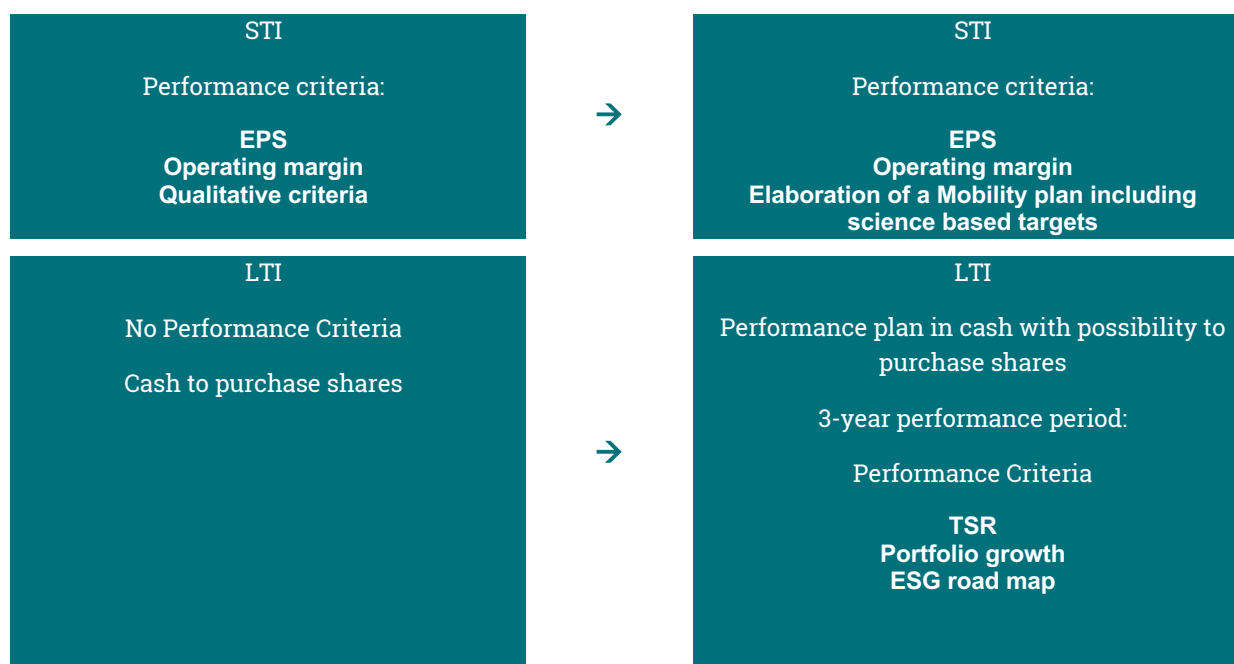 STI
Performance criteria:
EPS
Operating margin
Qualitative criteria
→
STI
Performance criteria:
EPS
Operating margin
Elaboration of a Mobility plan including
science based targets
LTI
No Performance Criteria
Cash to purchase shares
→
LTI
Performance plan in cash with possibility to
purchase shares
3-year performance period:
Performance Criteria
TSR
Portfolio growth
ESG road map